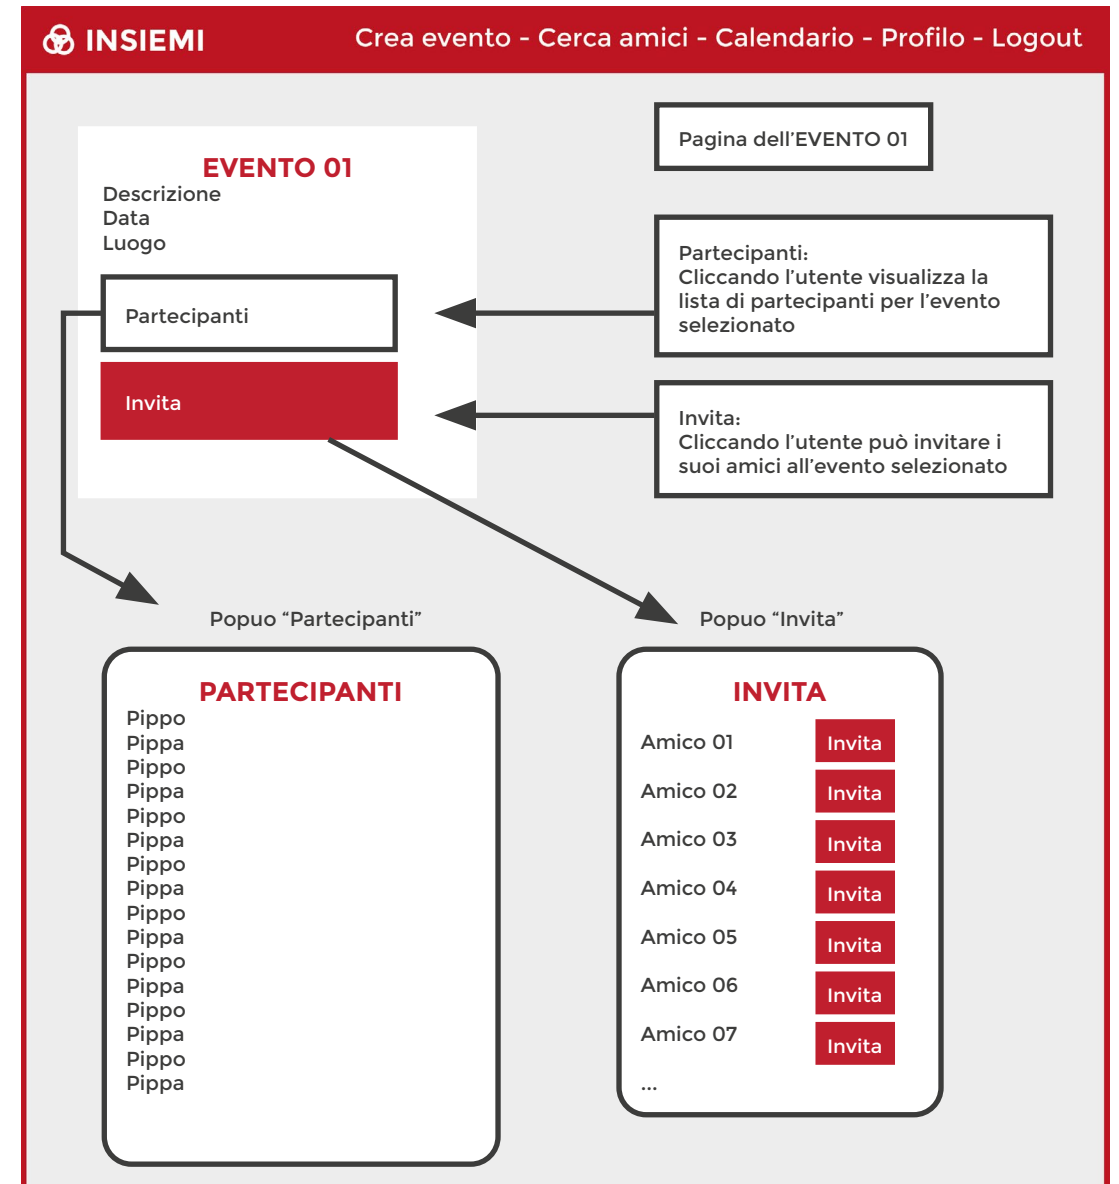 INSIEMI
Crea evento - Cerca amici - Calendario - Profilo - Logout
EVENTO 01
Descrizione
Data
Luogo
Partecipanti
Invita
Pagina dell’EVENTO 01
Partecipanti:
Cliccando l’utente visualizza la
lista di partecipanti per l’evento
selezionato
Invita:
Cliccando l’utente può invitare i
suoi amici all’evento selezionato
Popuo “Partecipanti”
PARTECIPANTI
Pippo
Pippa
Pippo
Pippa
Pippo
Pippa
Pippo
Pippa
Pippo
Pippa
Pippo
Pippa
Pippo
Pippa
Pippo
Pippa
Popuo “Invita”
INVITA
Amico 01 Invita
Amico 02 Invita
Amico 03 Invita
Amico 04 Invita
Amico 05 Invita
Amico 06 Invita
Amico 07 Invita
...